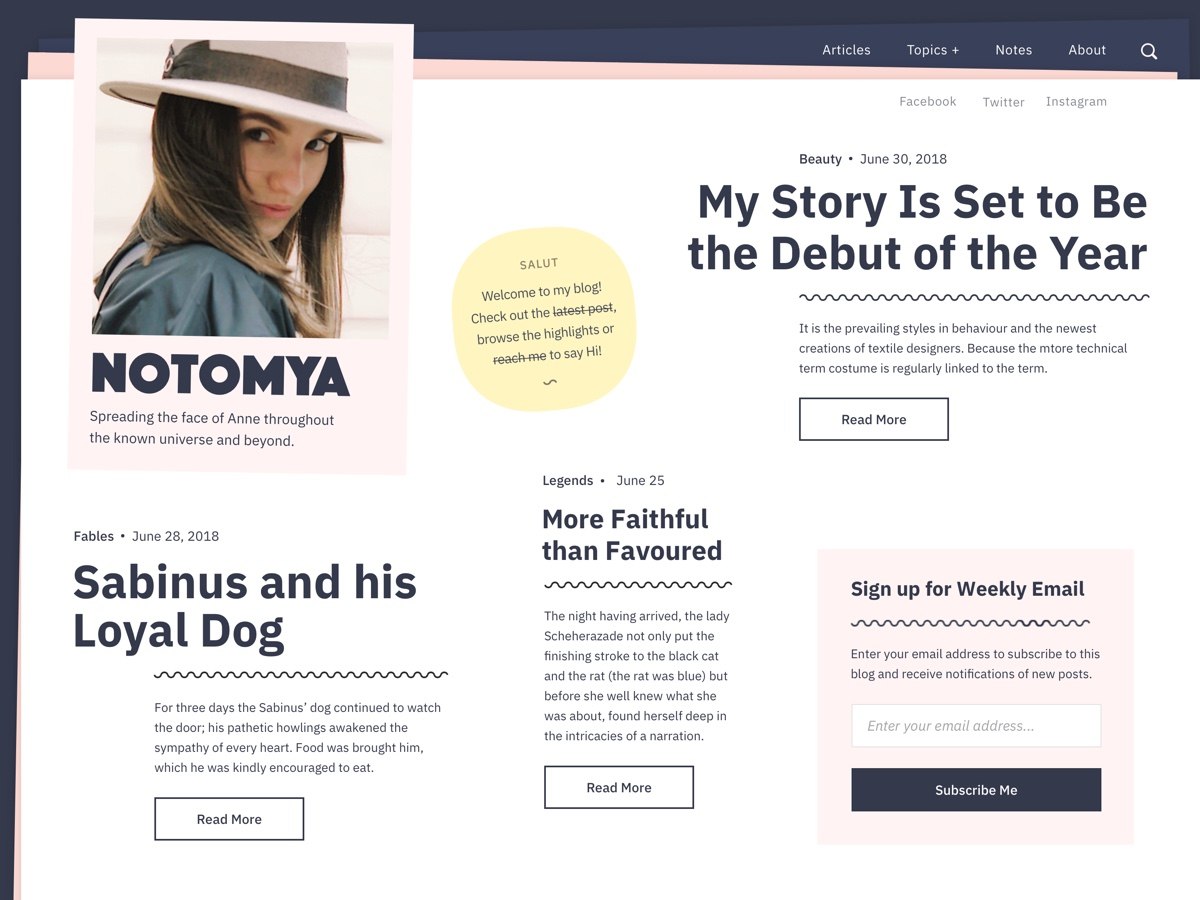 Articles Topics + Notes About
Facebook Twitter Instagram
NOTOMYA
Spreading the face of Anne throughout
the known universe and beyond.
SALUT
Welcome to my blog!
Check out the latest post,
browse the highlights or
reach me to say Hi!
Beauty • June 30, 2018
My Story Is Set to Be
the Debut of the Year
It is the prevailing styles in behaviour and the newest
creations of textile designers. Because the mtore technical
term costume is regularly linked to the term.
Read More
Fables • June 28, 2018
Sabinus and his
Loyal Dog
For three days the Sabinus’ dog continued to watch
the door; his pathetic howlings awakened the
sympathy of every heart. Food was brought him,
which he was kindly encouraged to eat.
Read More
Legends • June 25
More Faithful
than Favoured
The night having arrived, the lady
Scheherazade not only put the
finishing stroke to the black cat
and the rat (the rat was blue) but
before she well knew what she
was about, found herself deep in
the intricacies of a narration.
Read More
Sign up for Weekly Email
Enter your email address to subscribe to this
blog and receive notifications of new posts.
Enter your email address...
Subscribe Me